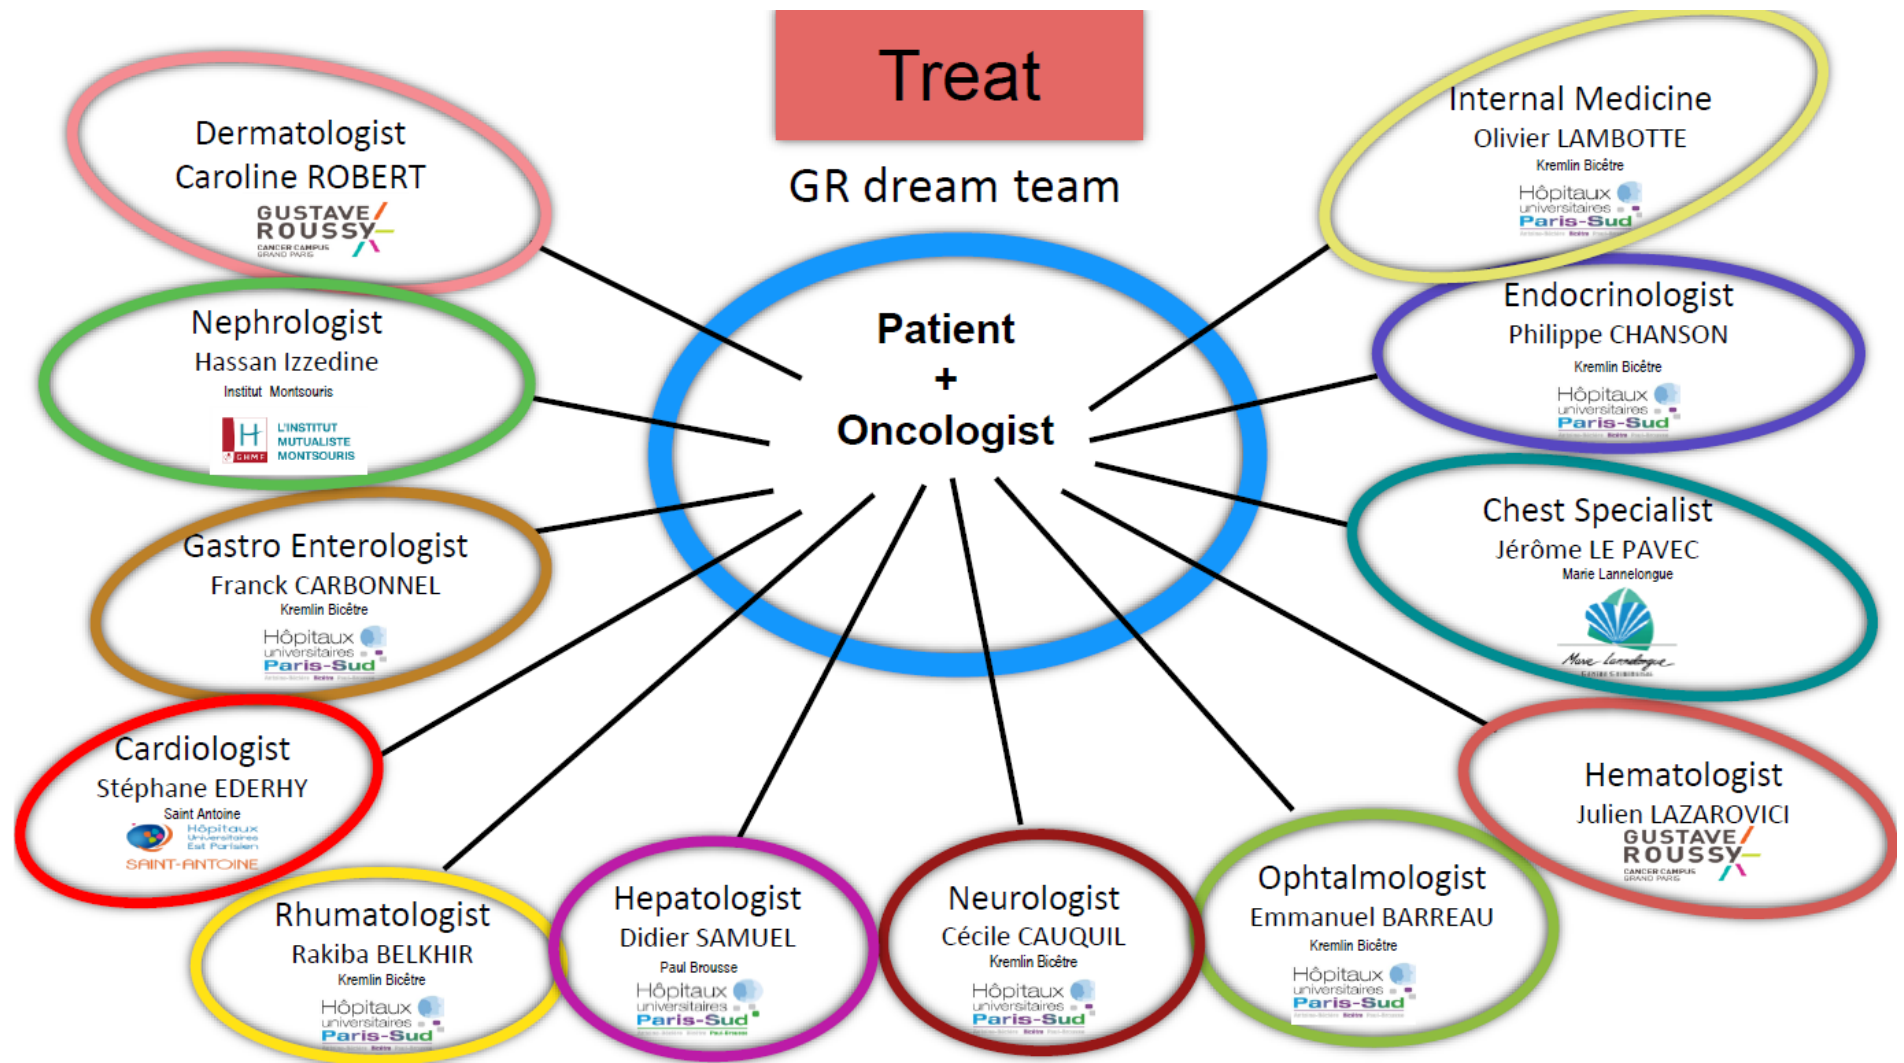 Treat
GR dream team
Patient
+
Oncologist
Dermatologist
Caroline ROBERT
GUSTAVE
ROUSSY
CANCER CAMPUS
GRAND PARIS
Nephrologist
Hassan Izzedine
Institut Montsouris
H
GHMF
L'INSTITUT
MUTUALISTE
MONTSOURIS
Gastro Enterologist
Franck CARBONNEL
Kremlin Bicêtre
Hôpitaux
universitaires
Paris-Sud
Cardiologist
Stéphane EDERHY
Saint Antoine
Hôpitaux
Universitaires
Est Parisien
SAINT-ANTOINE
Rhumatologist
Rakiba BELKHIR
Kremlin Bicêtre
Hôpitaux
universitaires
Paris-Sud
Hepatologist
Didier SAMUEL
Paul Brousse
Hôpitaux
universitaires
Paris-Sud
Neurologist
Cécile CAUQUIL
Kremlin Bicêtre
Hôpitaux
universitaires
Paris-Sud
Ophtalmologist
Emmanuel BARREAU
Kremlin Bicêtre
Hôpitaux
universitaires
Paris-Sud
Hematologist
Julien LAZAROVICI
GUSTAVE
ROUSSY
CANCER CAMPUS
GRAND PARIS
Chest Specialist
Jérôme LE PAVEC
Marie Lannelongue
Marie Lannelongue
Endocrinologist
Philippe CHANSON
Kremlin Bicêtre
Hôpitaux
universitaires
Paris-Sud
Internal Medicine
Olivier LAMBOTTE
Kremlin Bicêtre
Hôpitaux
universitaires
Paris-Sud